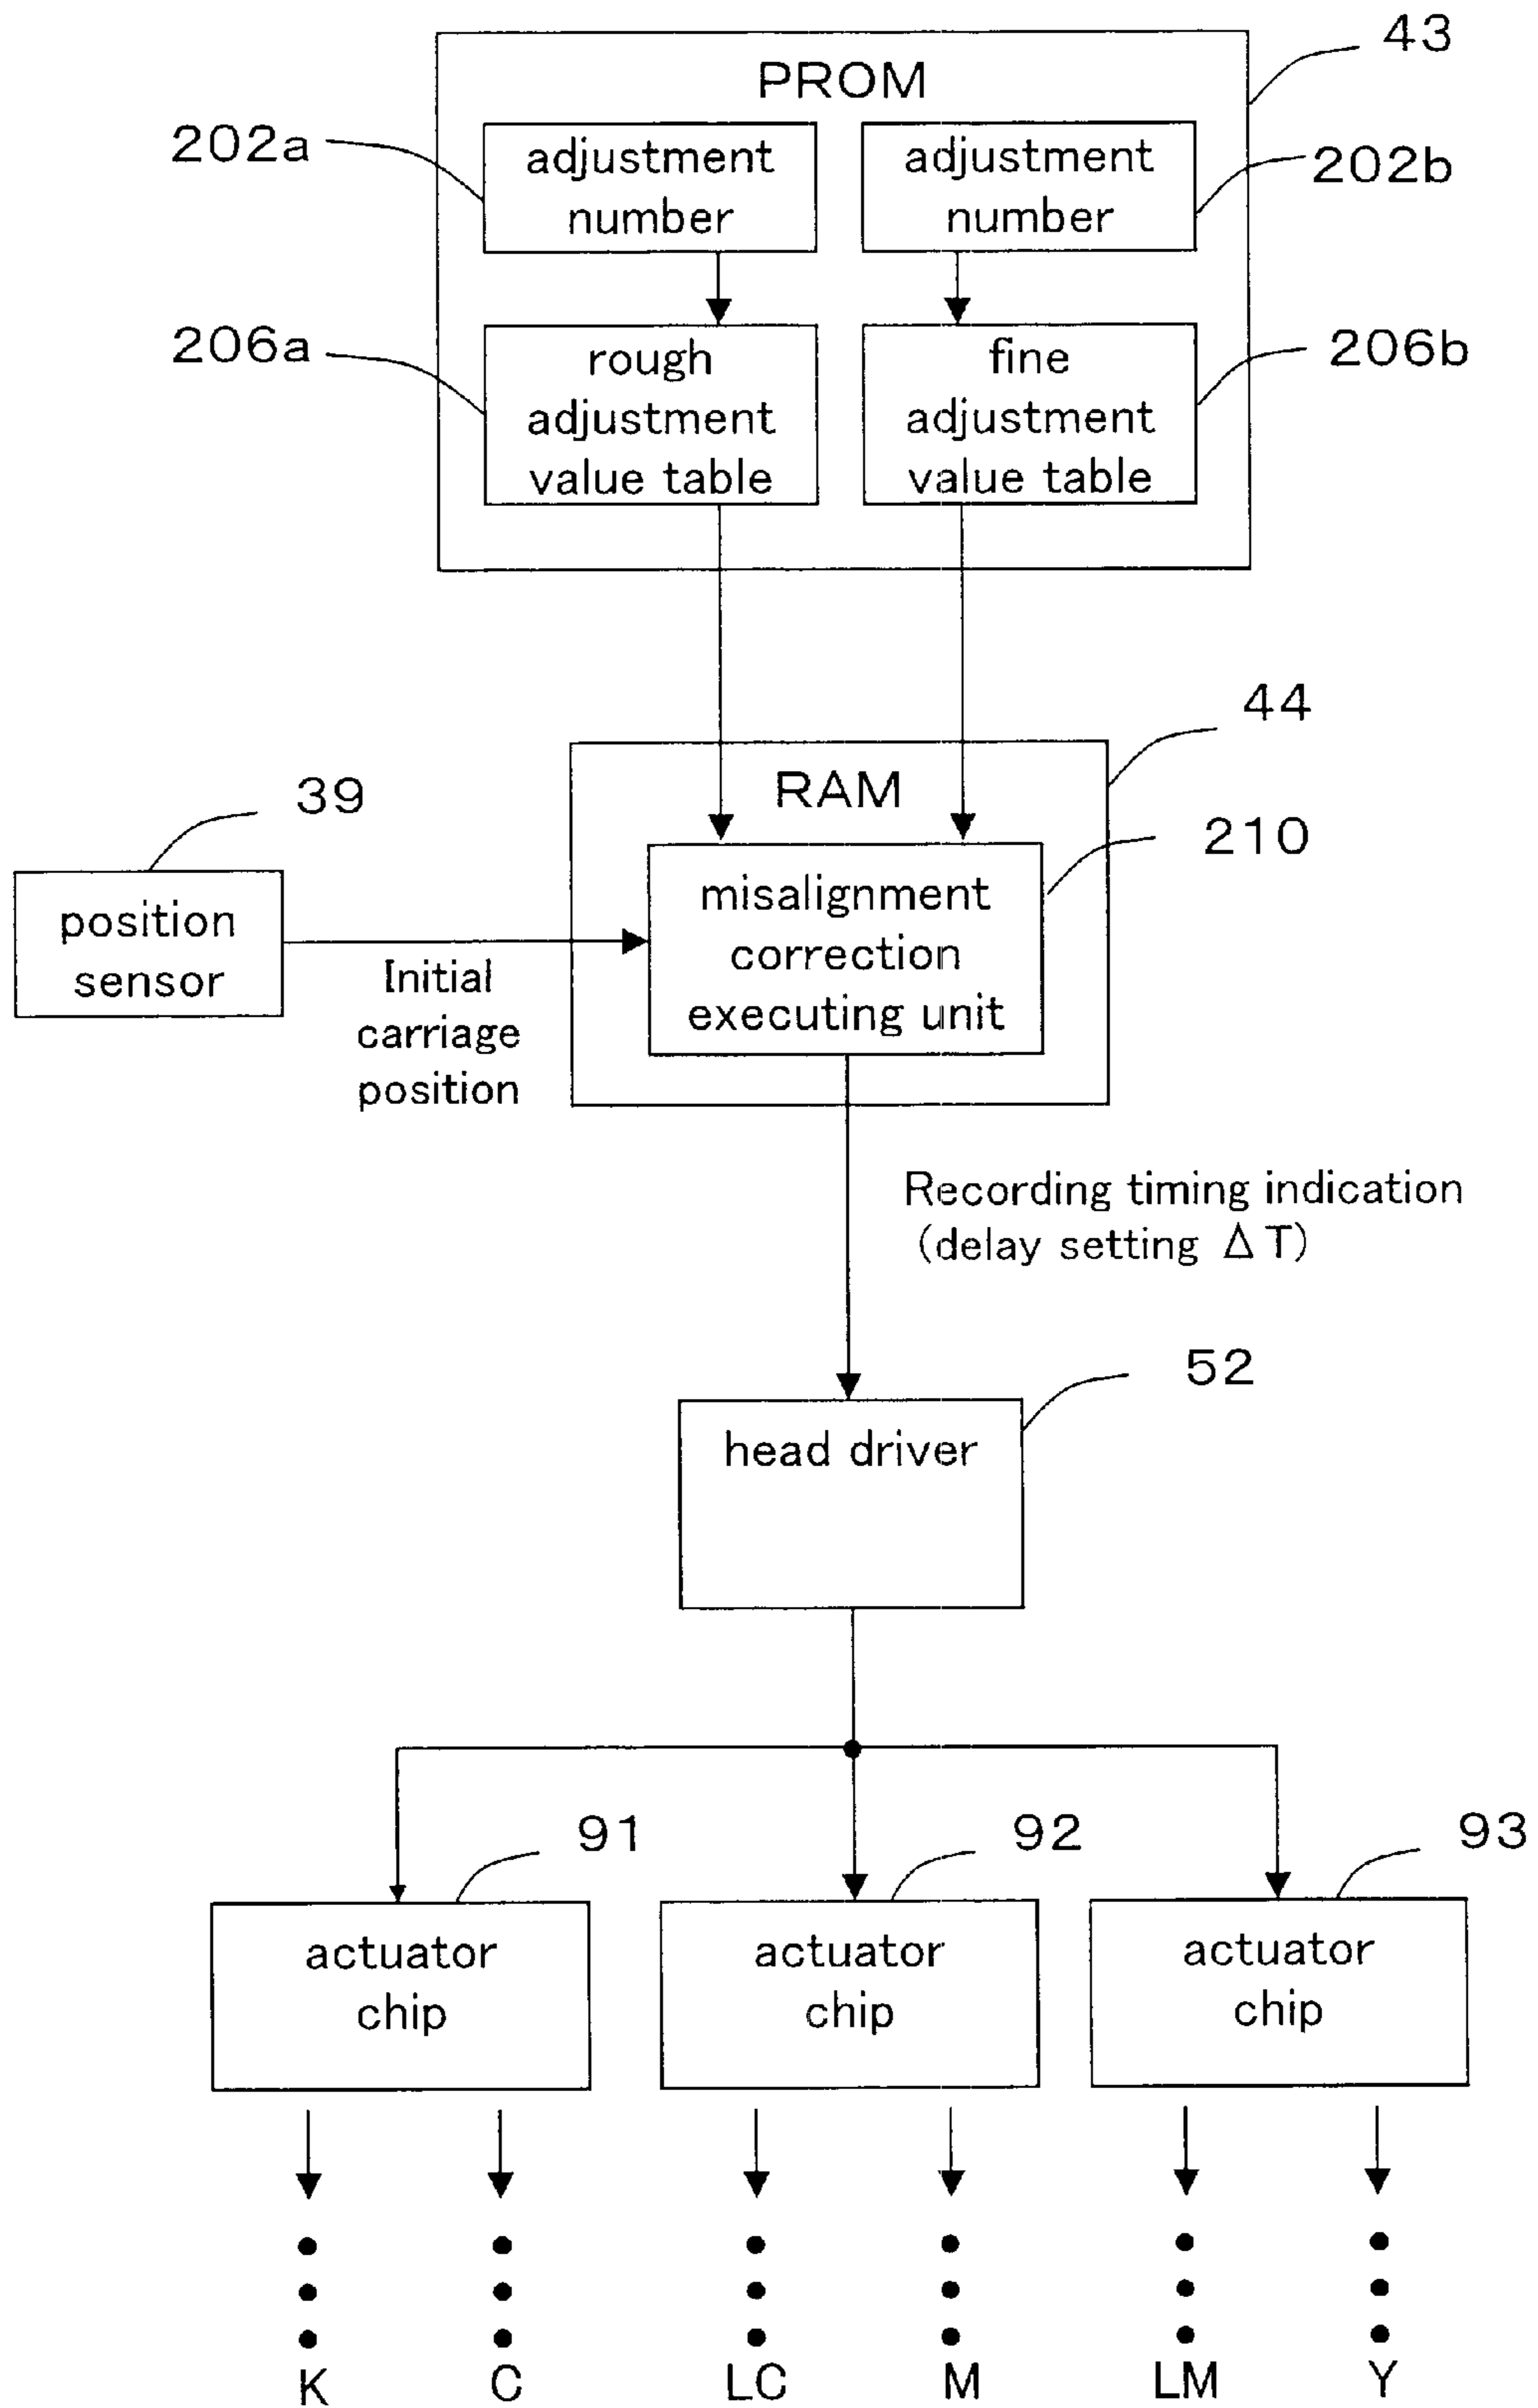 43
PROM
202a
adjustment
number
adjustment
number
202b
206a
rough
adjustment
value table
fine
adjustment
value table
206b
44
RAM
39
210
position
sensor
Initial
carriage
position
misalignment
correction
executing unit
Recording timing indication
(delay setting ΔT)
52
head driver
91
92
93
actuator
chip
actuator
chip
actuator
chip
K C LC M LM Y